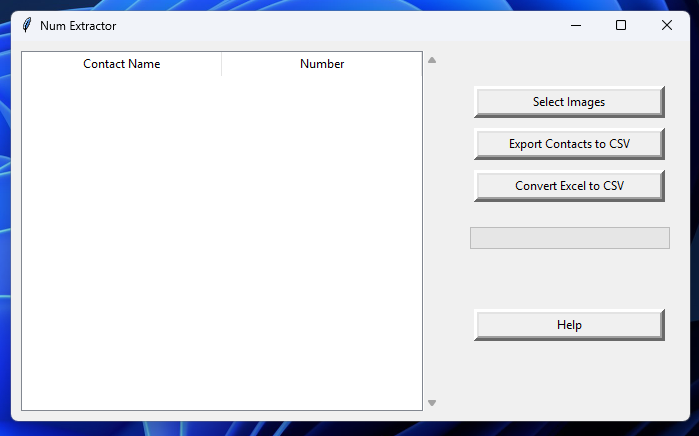 Num Extractor
Contact Name Number
Select Images
Export Contacts to CSV
Convert Excel to CSV
Help